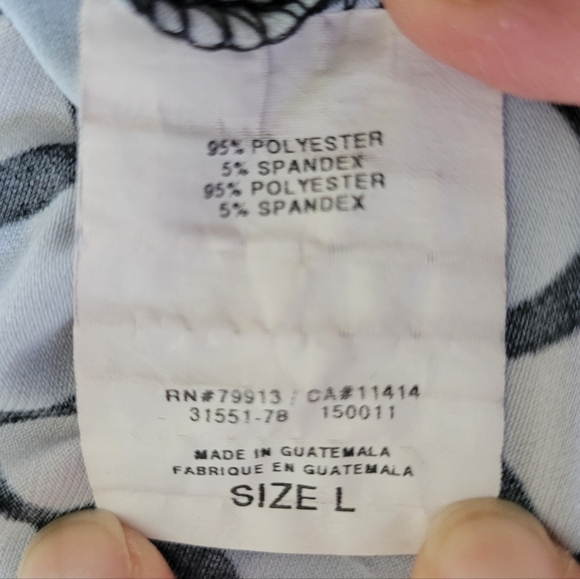 95% POLYESTER
5% SPANDEX
95% POLYESTER
5% SPANDEX
RN#79913 / CA#11414
31551-78 150011
MADE IN GUATEMALA
FABRIQUE EN GUATEMALA
SIZE L